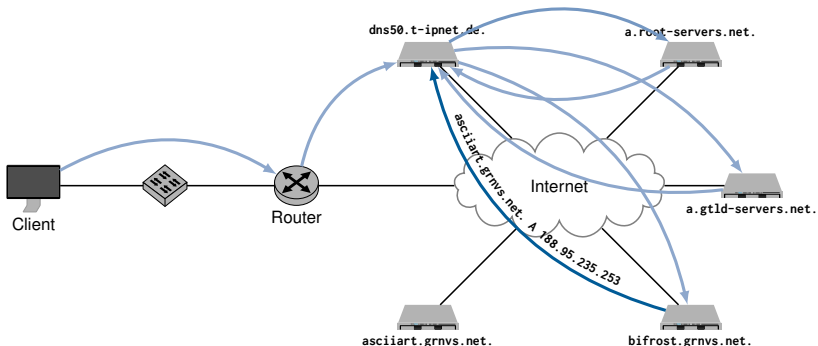 dns50.t-ipnet.de.
a.root-servers.net.
asciiart.grnvs.net. A 188.95.235.253
Internet
Client
Router
a.gtld-servers.net.
asciiart.grnvs.net.
bifrost.grnvs.net.